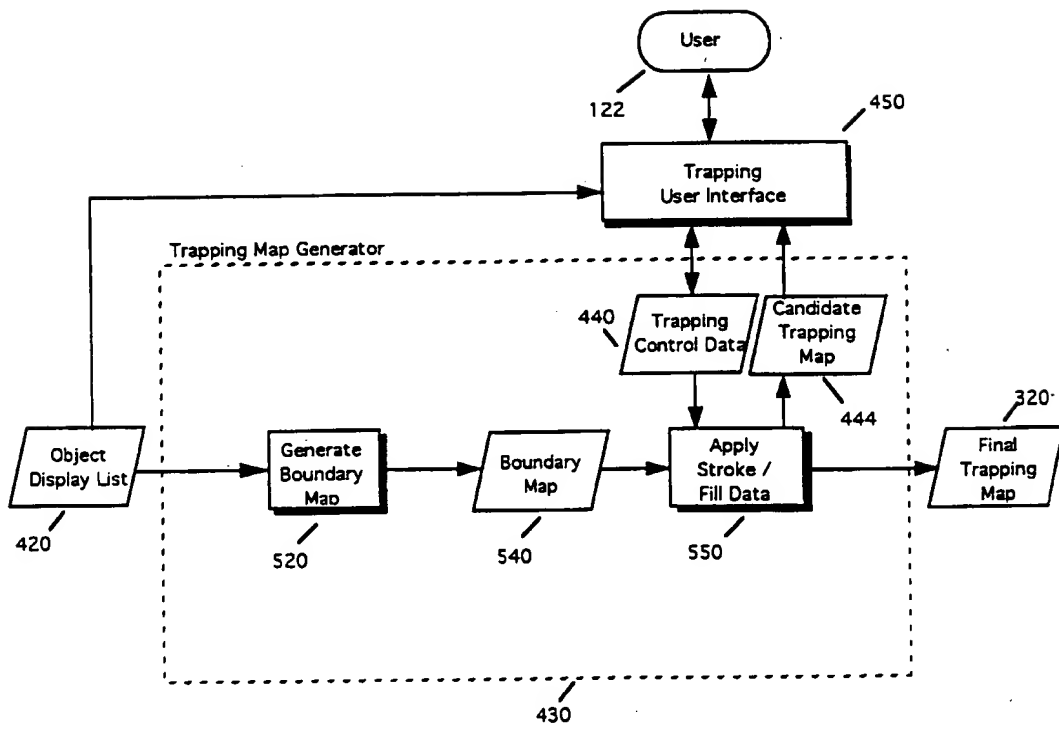 User
122
450
Trapping
User Interface
Trapping Map Generator
440
Trapping
Control Data
Candidate
Trapping
Map
444
320
Object
Display List
Generate
Boundary
Map
Boundary
Map
Apply
Stroke /
Fill Data
Final
Trapping
Map
420
520
540
550
430